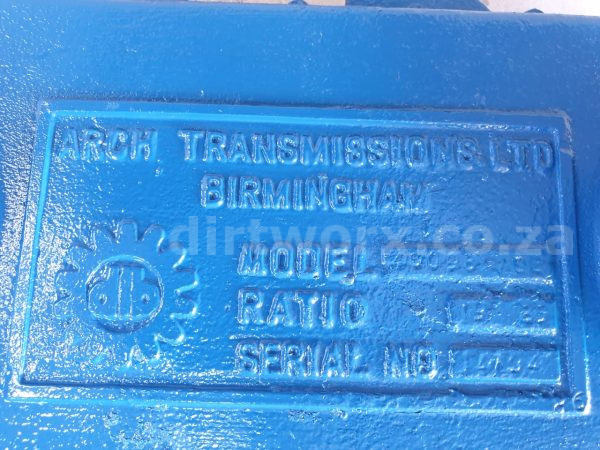 ARCH TRANSMISSIONS LTD
BIRMINGHAM
dirtworx.co.za
MODEL
RATIO
SERIAL NO